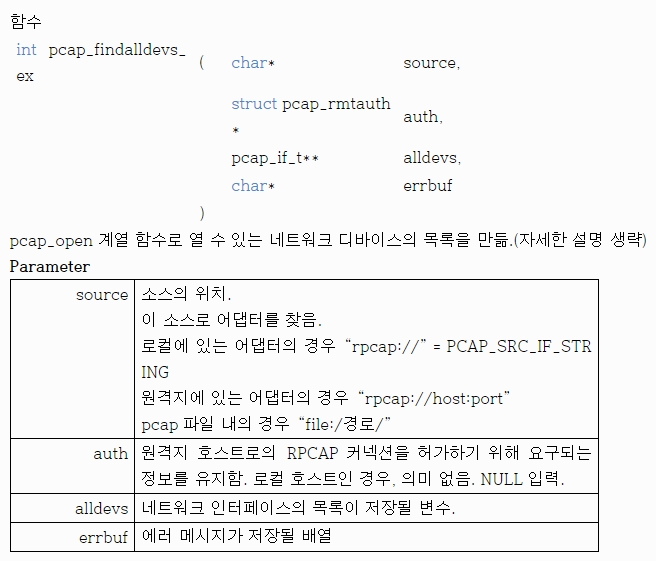 함수
int pcap_findalldevs_ ( char* source,
ex
struct pcap_rmtauth
* auth,
pcap_if_t** alldevs,
char* errbuf
)
pcap_open 계열 함수로 열 수 있는 네트워크 디바이스의 목록을 만듦.(자세한 설명 생략)
Parameter
source 소스의 위치.
이 소스로 어댑터를 찾음.
로컬에 있는 어댑터의 경우 “rpcap://” = PCAP_SRC_IF_STR
ING
원격지에 있는 어댑터의 경우 “rpcap://host:port”
pcap 파일 내의 경우 “file:/경로/”
auth 원격지 호스트로의 RPCAP 커넥션을 허가하기 위해 요구되는
정보를 유지함. 로컬 호스트인 경우, 의미 없음. NULL 입력.
alldevs 네트워크 인터페이스의 목록이 저장될 변수.
errbuf 에러 메시지가 저장될 배열